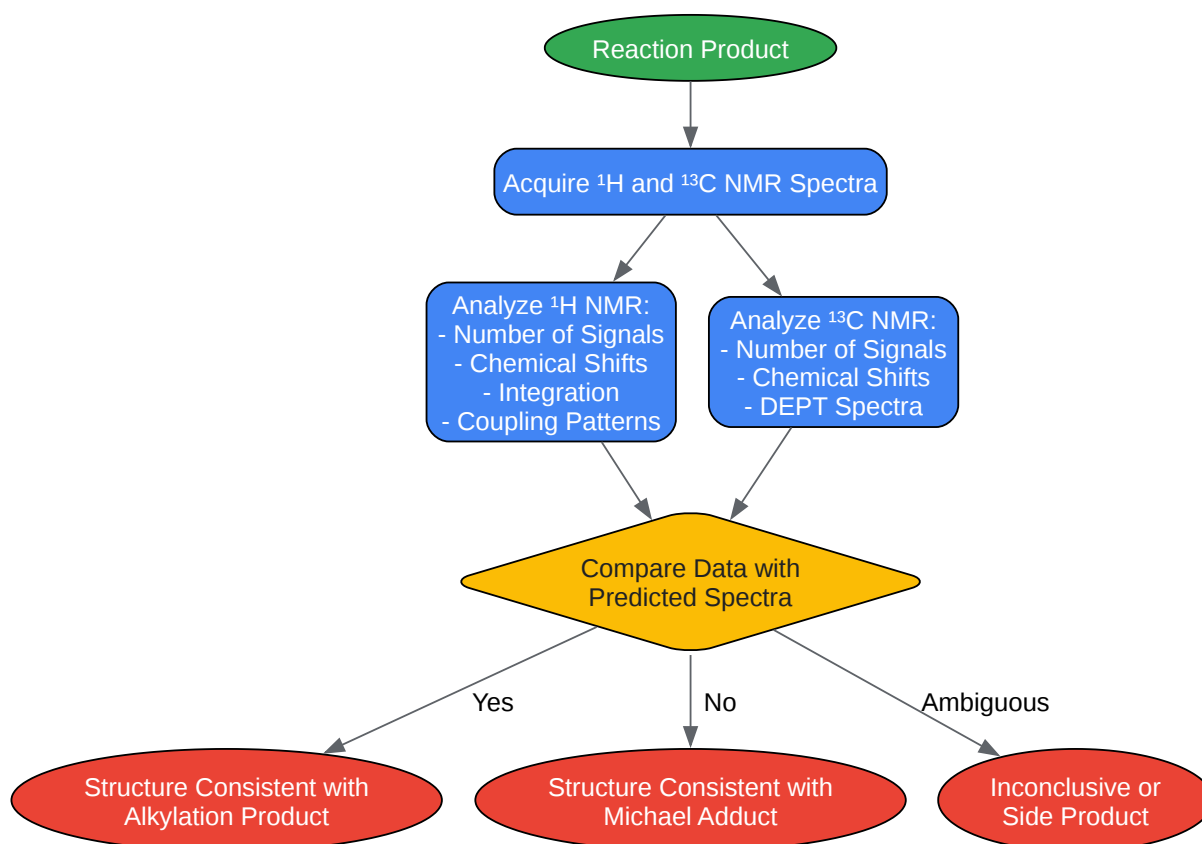 Reaction Product
Acquire ¹H and ¹³C NMR Spectra
Analyze ¹H NMR:
- Number of Signals
- Chemical Shifts
- Integration
- Coupling Patterns
Analyze ¹³C NMR:
- Number of Signals
- Chemical Shifts
- DEPT Spectra
Compare Data with
Predicted Spectra
Yes
No
Ambiguous
Structure Consistent with
Alkylation Product
Structure Consistent with
Michael Adduct
Inconclusive or
Side Product